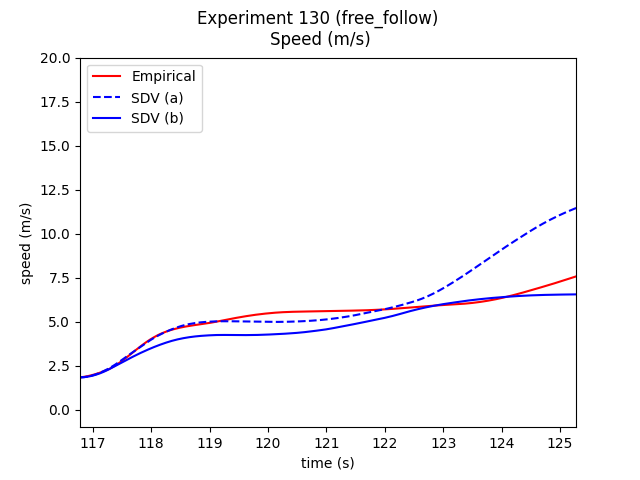 Experiment 130 (free_follow)
Speed (m/s)
20.0
17.5
15.0
12.5
10.0
7.5
5.0
2.5
0.0
speed (m/s)
Empirical
SDV (a)
SDV (b)
117 118 119 120 121 122 123 124 125
time (s)